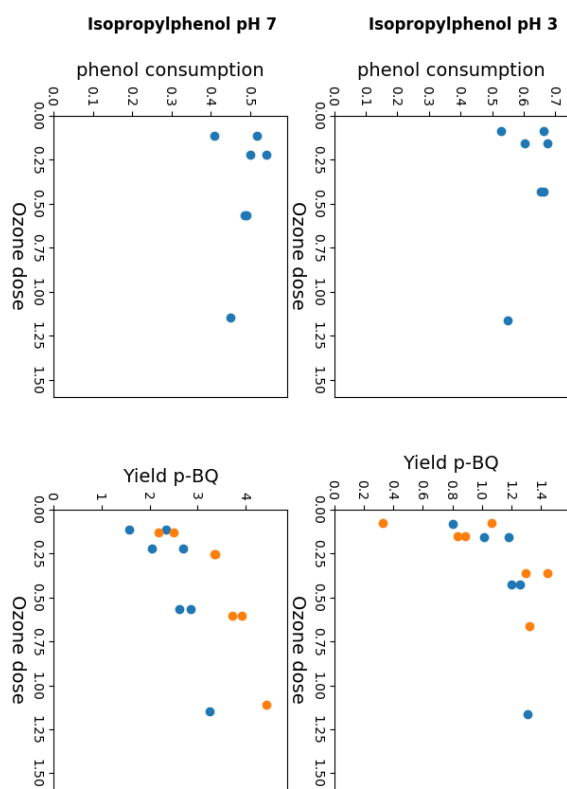 Isopropylphenol pH 7
Isopropylphenol pH 3
phenol consumption
0.0 0.1 0.2 0.3 0.4 0.5
0.00 0.25 0.50 0.75 1.00 1.25 1.50
Ozone dose
phenol consumption
0.0 0.1 0.2 0.3 0.4 0.5 0.6 0.7
0.00 0.25 0.50 0.75 1.00 1.25 1.50
Ozone dose
Yield p-BQ
0 1 2 3 4
0.00 0.25 0.50 0.75 1.00 1.25 1.50
Ozone dose
Yield p-BQ
0.0 0.2 0.4 0.6 0.8 1.0 1.2 1.4
0.00 0.25 0.50 0.75 1.00 1.25 1.50
Ozone dose